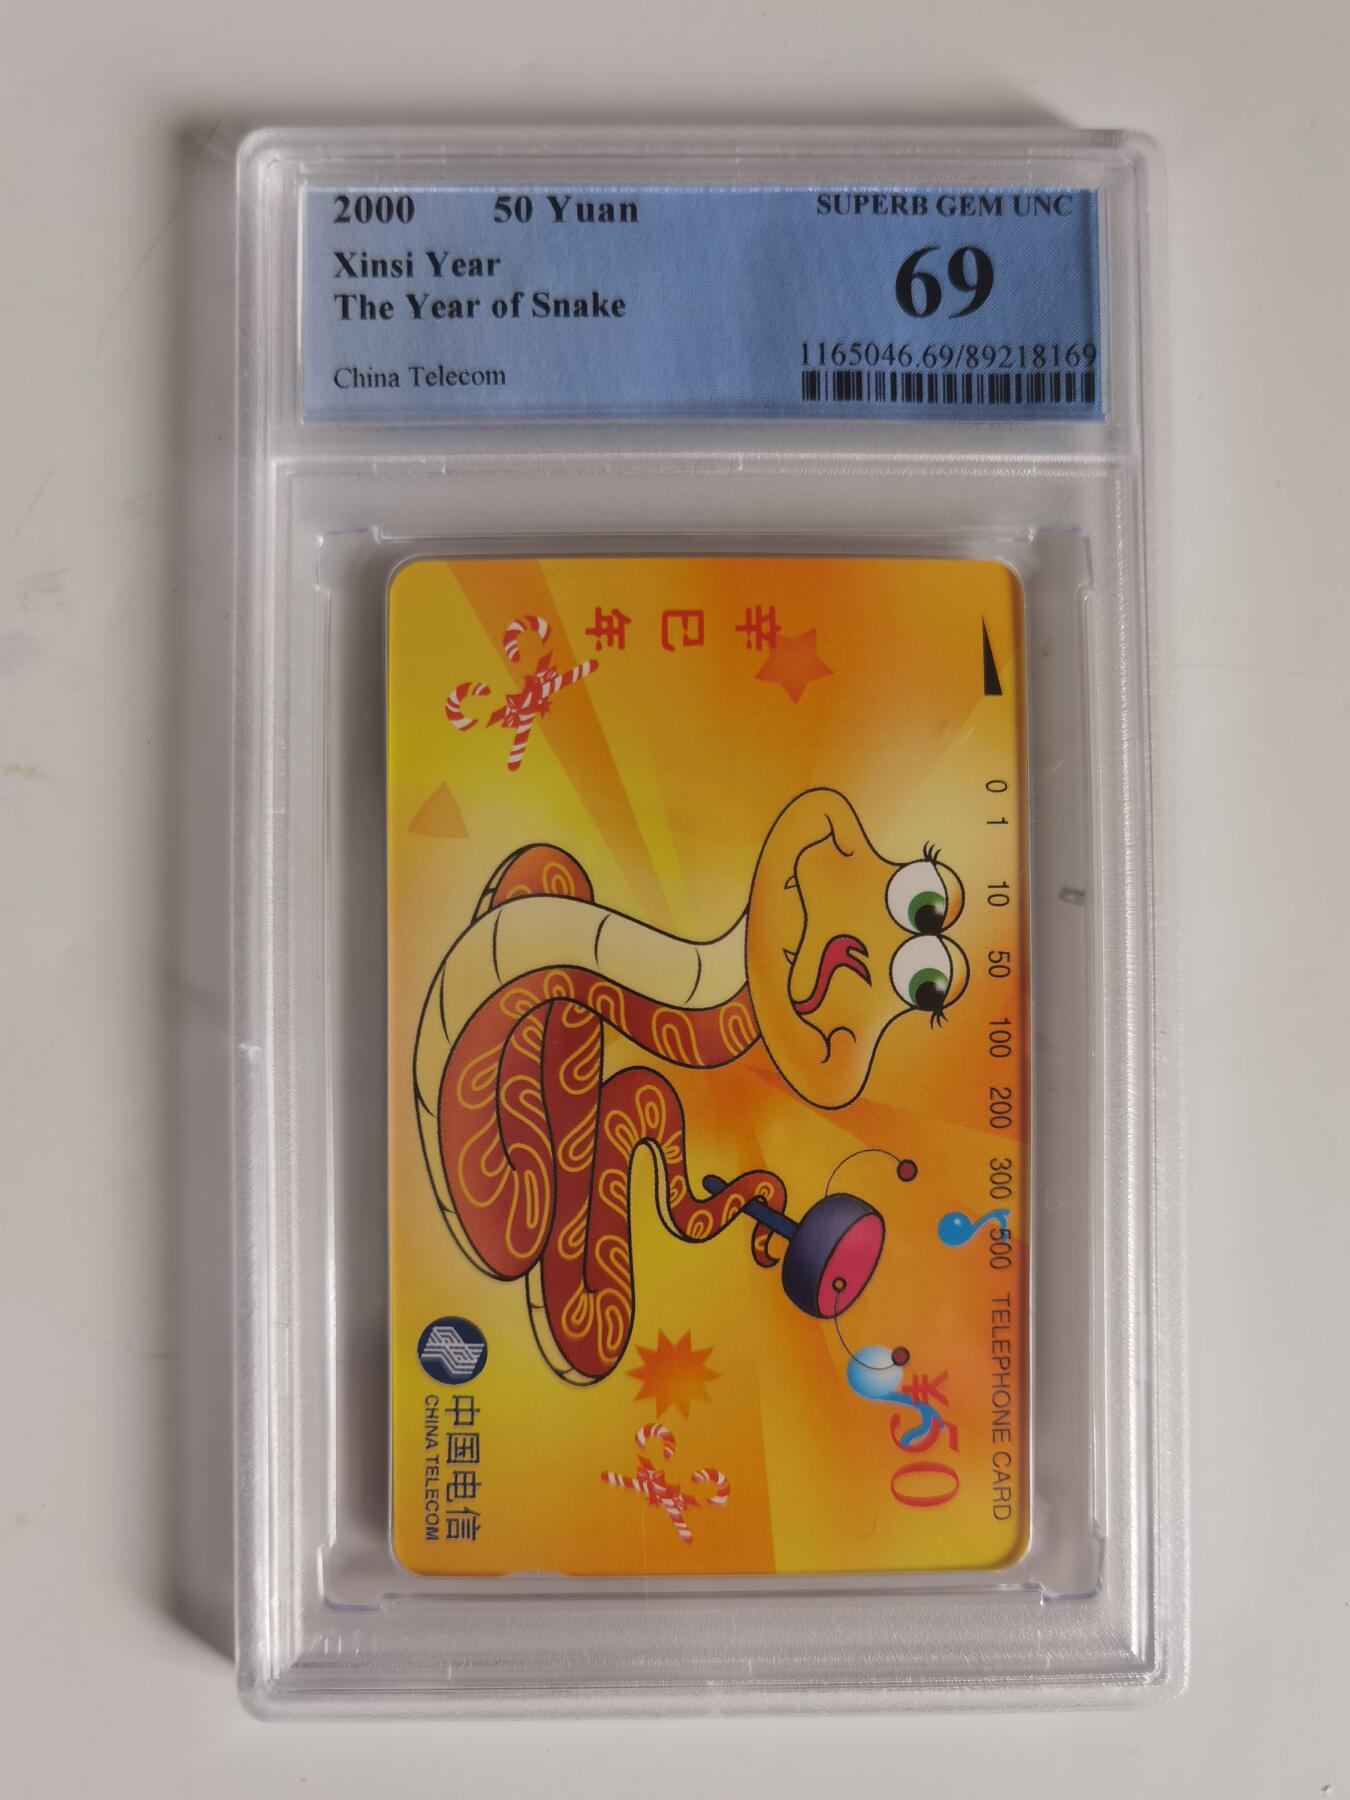 2000 50 Yuan
SUPERB GEM UNC
Xinsi Year
69
The Year of Snake
1165046.69/89218169
China Telecom
辛巳年
0 1 10 50 100 200 300 500 TELEPHONE CARD
¥50
中国电信
CHINA TELECOM